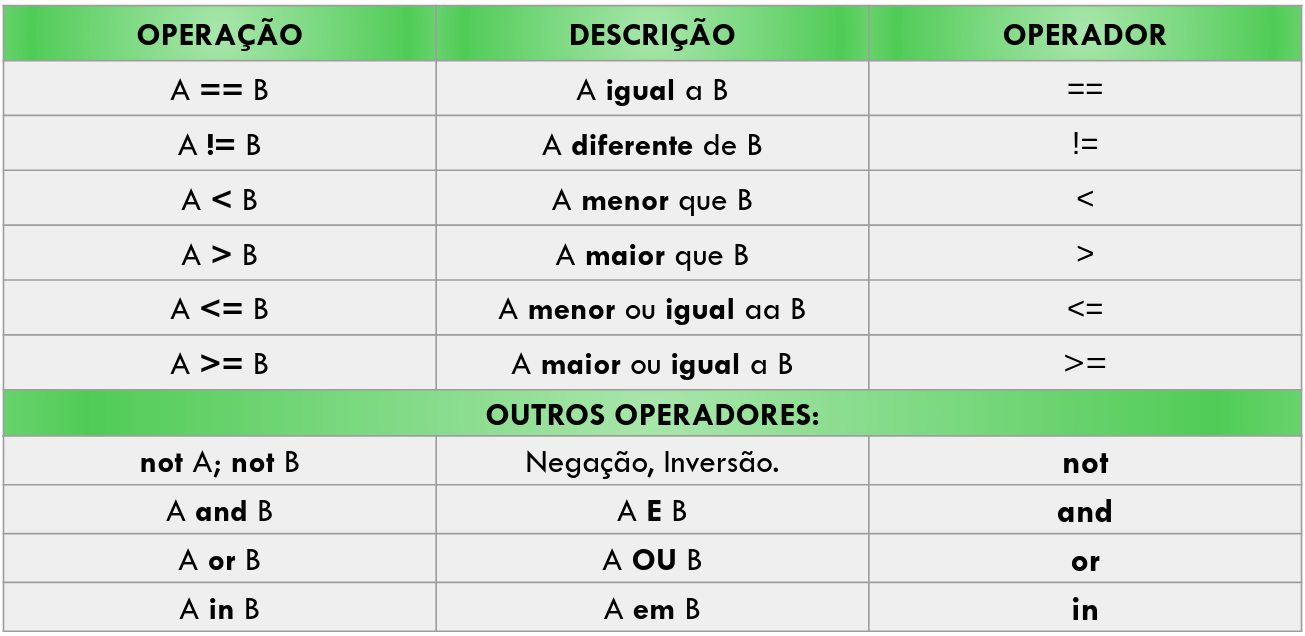 OPERAÇÃO DESCRIÇÃO OPERADOR
A == B A igual a B ==
A != B A diferente de B !=
A < B A menor que B <
A > B A maior que B >
A <= B A menor ou igual aa B <=
A >= B A maior ou igual a B >=
OUTROS OPERADORES:
not A; not B Negação, Inversão. not
A and B A E B and
A or B A OU B or
A in B A em B in